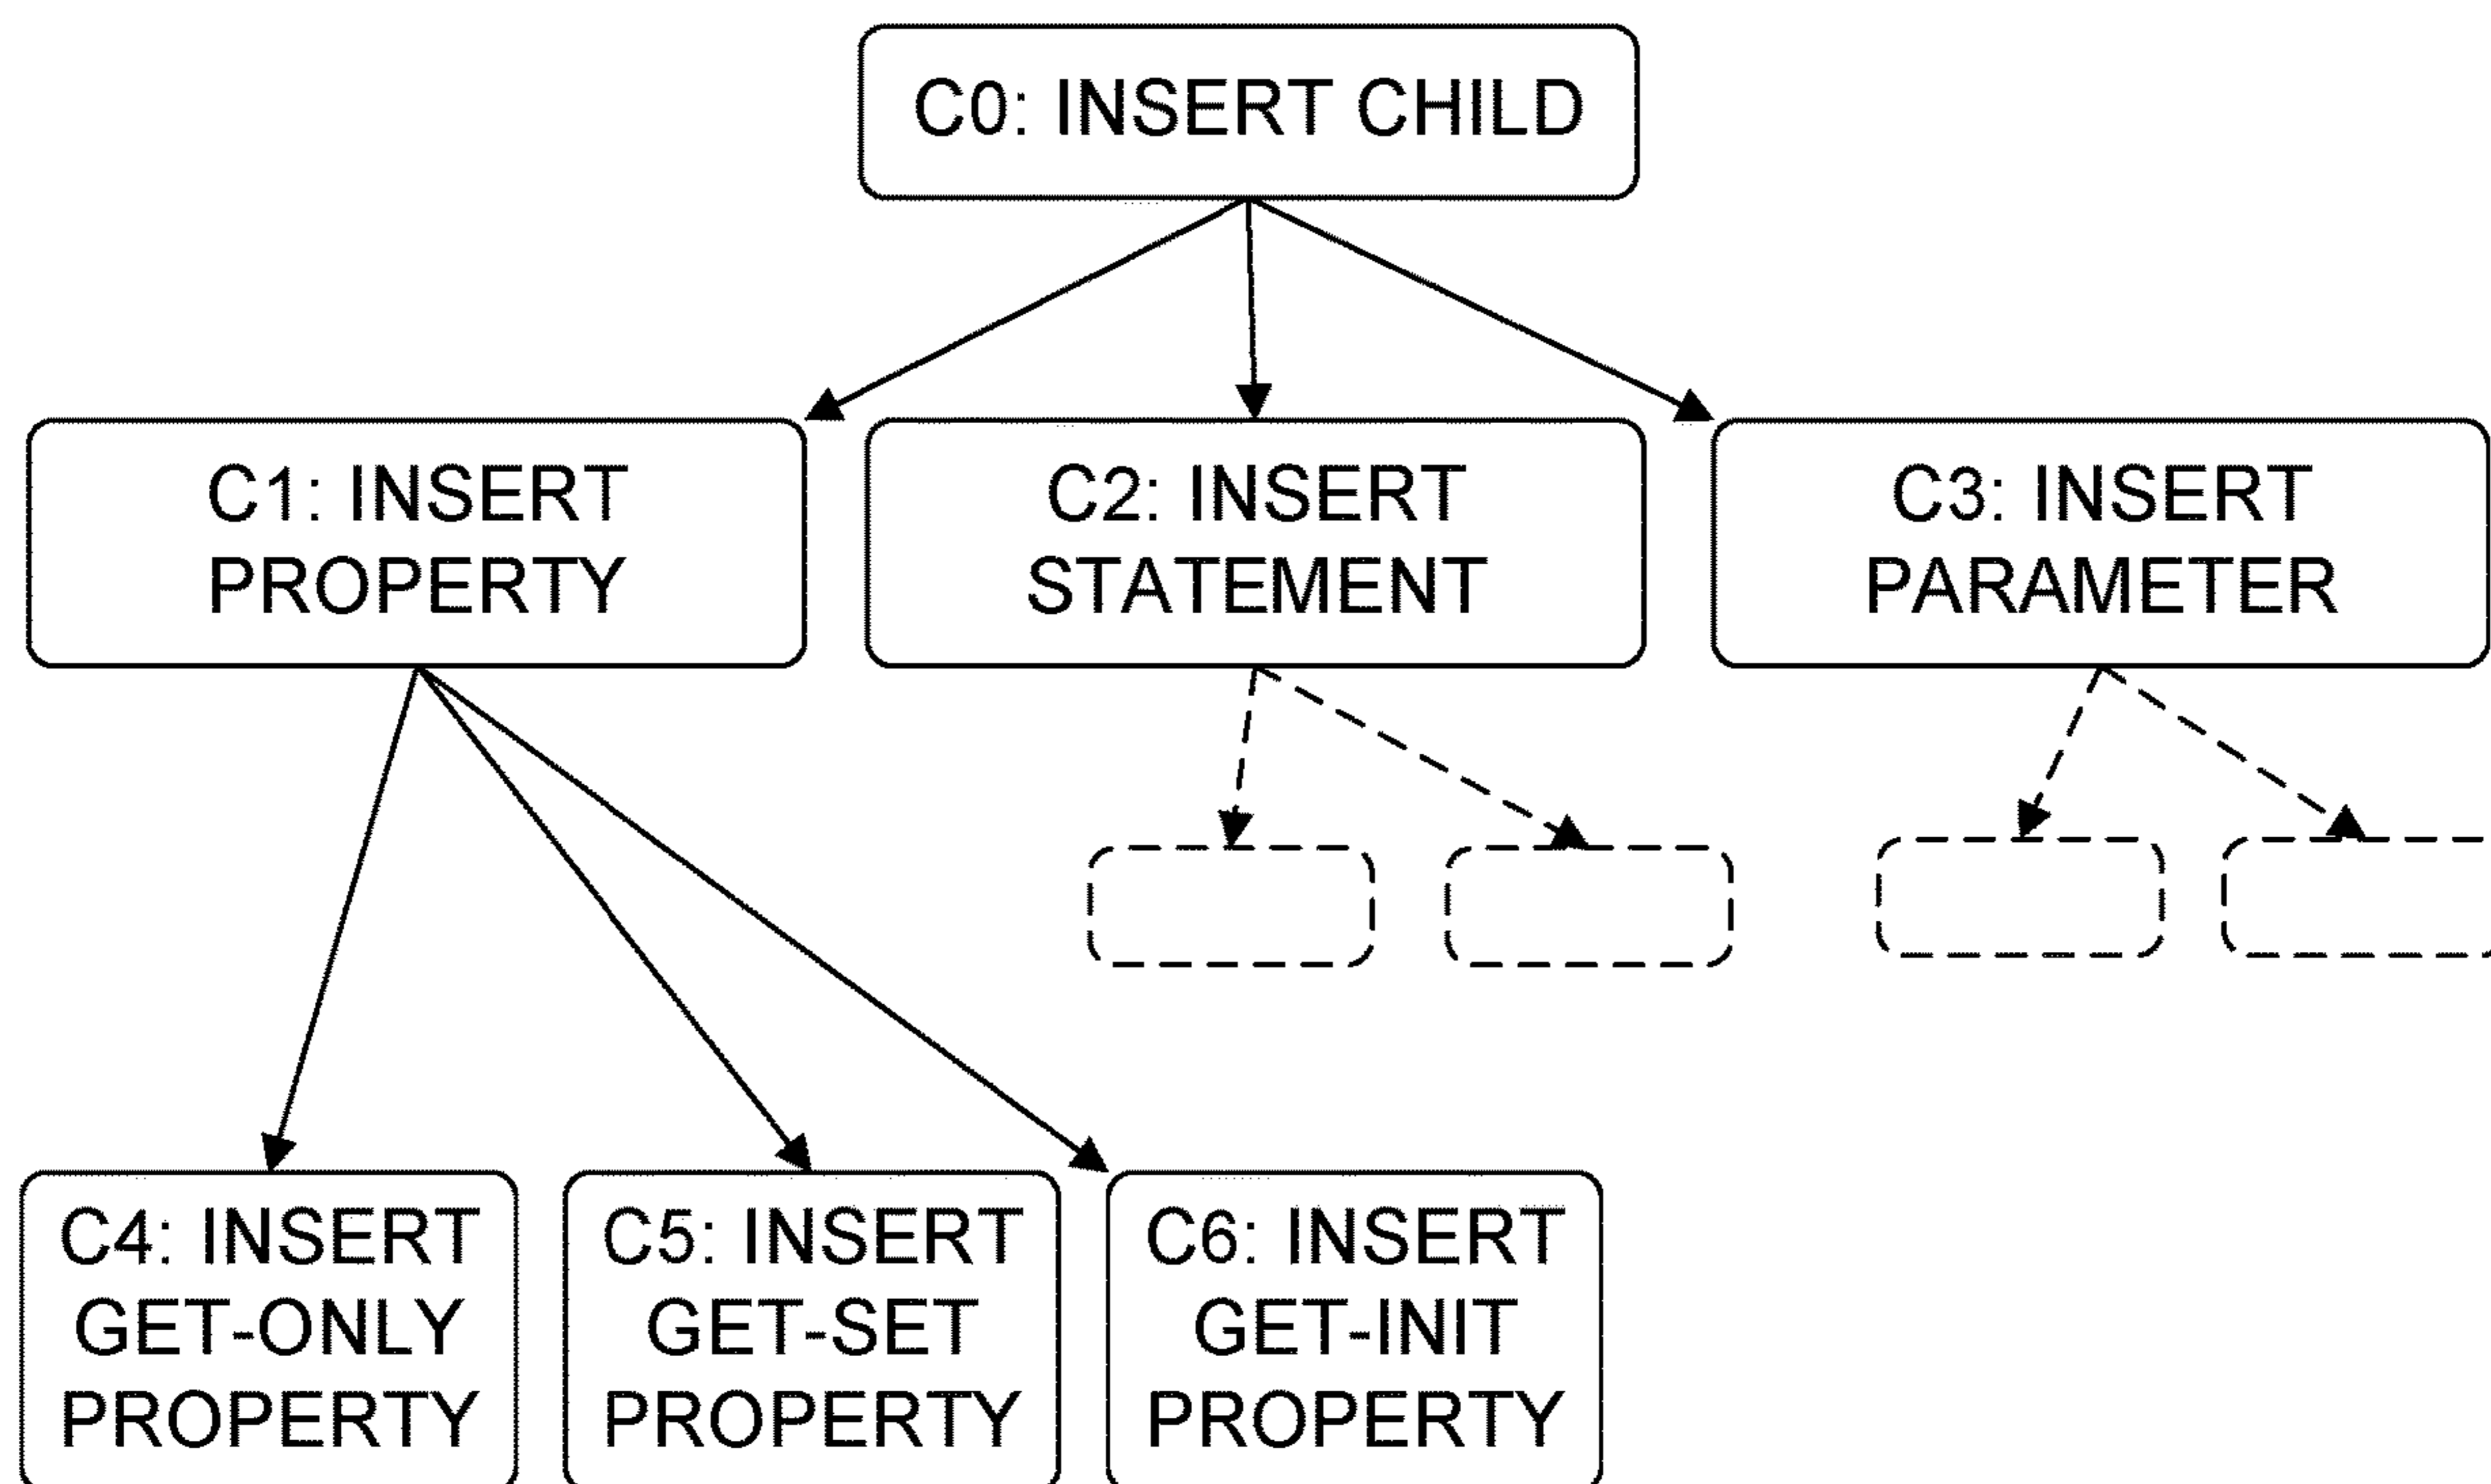 C0: INSERT CHILD
C1: INSERT
PROPERTY
C2: INSERT
STATEMENT
C3: INSERT
PARAMETER
C4: INSERT
GET-ONLY
PROPERTY
C5: INSERT
GET-SET
PROPERTY
C6: INSERT
GET-INIT
PROPERTY